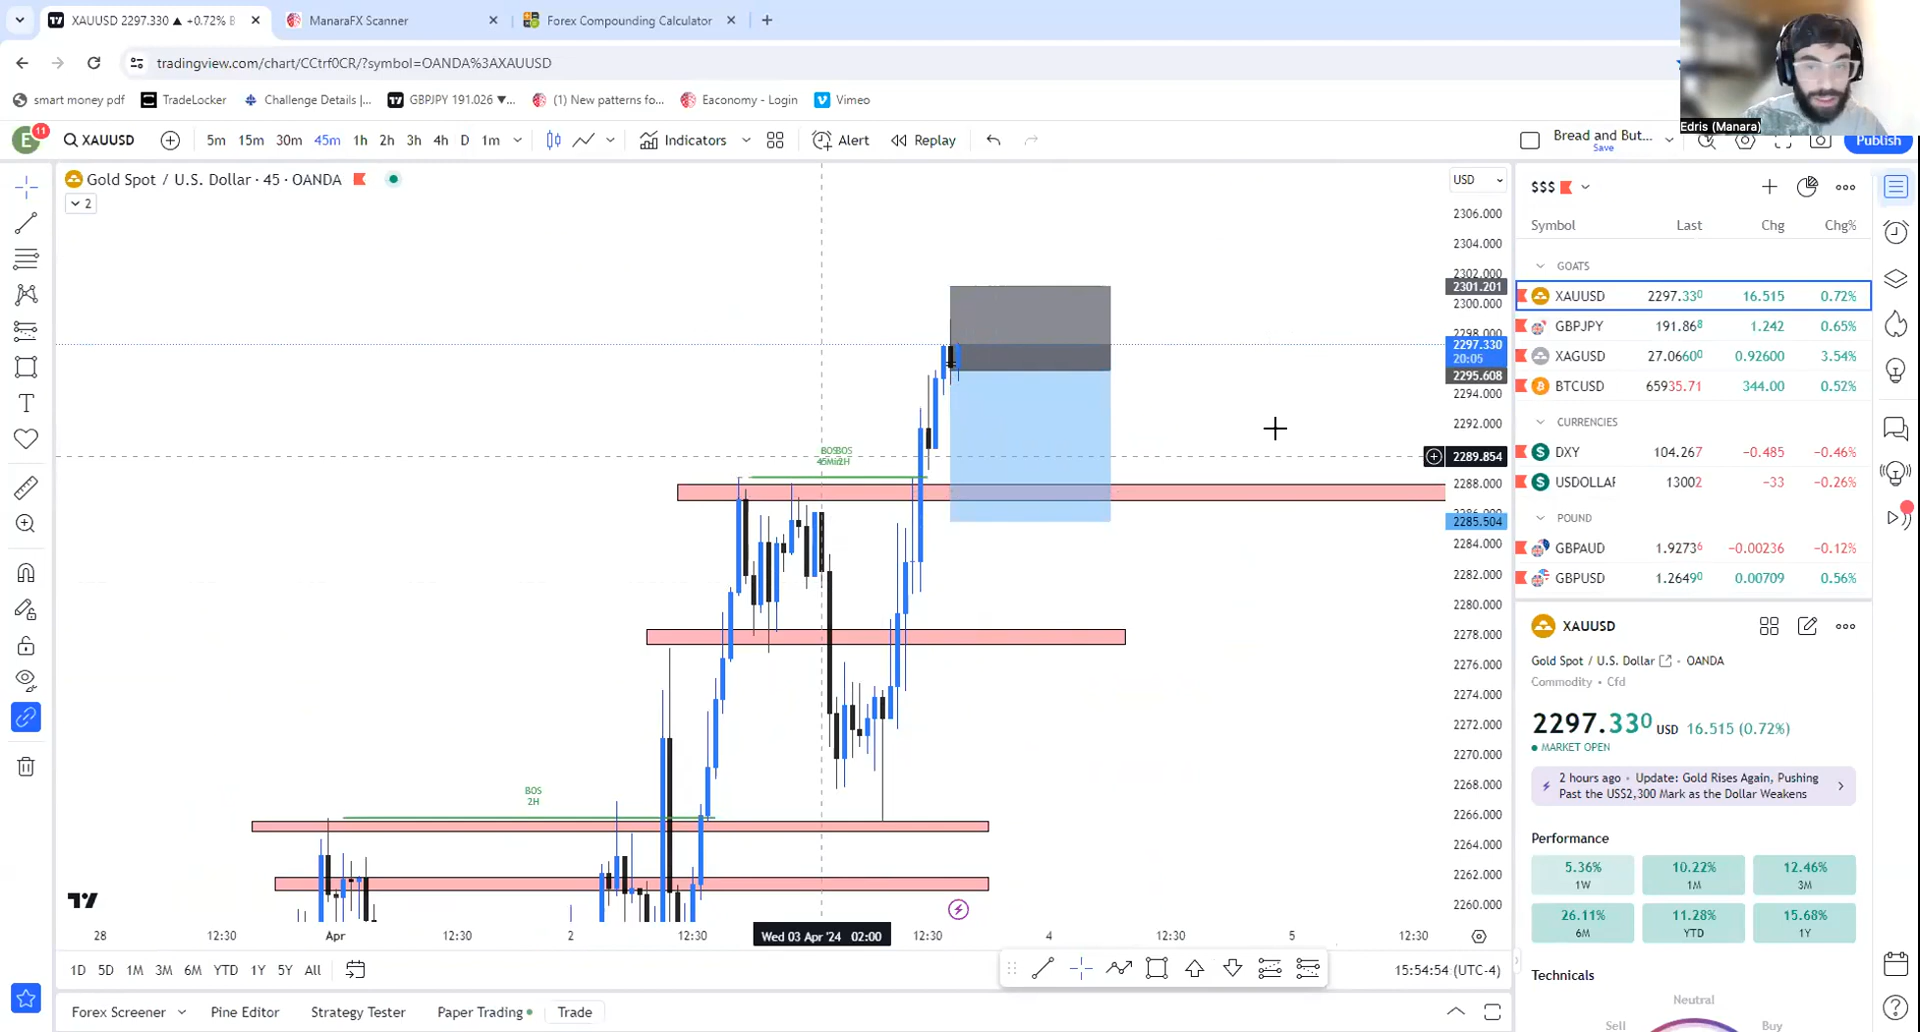 XAUUSD 2297.330 ▲ +0.72% B
ManaraFX Scanner
Forex Compounding Calculator
tradingview.com/chart/CCtrf0CR/?symbol=OANDA%3AXAUUSD
smart money pdf
TradeLocker
Challenge Details |...
GBPJPY 191.026 ▼...
(1) New patterns fo...
Eaconomy - Login
Vimeo
Edris (Manara)
E
11
XAUUSD
5m
15m
30m
45m
1h
2h
3h
4h
D
1m
Indicators
Alert
Replay
Bread and But...
Save
Publish
Gold Spot / U.S. Dollar · 45 · OANDA
2
USD
2306.000
2304.000
2302.000
2301.201
2300.000
2298.000
2297.330
20:05
2295.608
2294.000
2292.000
2289.854
2288.000
2285.504
2284.000
2282.000
2280.000
2278.000
2276.000
2274.000
2272.000
2270.000
2268.000
2266.000
2264.000
2262.000
2260.000
BOS
2H
28
12:30
Apr
12:30
2
12:30
Wed 03 Apr '24 02:00
12:30
4
12:30
5
12:30
1D
5D
1M
3M
6M
YTD
1Y
5Y
All
15:54:54 (UTC-4)
Forex Screener
Pine Editor
Strategy Tester
Paper Trading
Trade
$$$
Symbol Last Chg Chg%
GOATS
XAUUSD 2297.330 16.515 0.72%
GBPJPY 191.868 1.242 0.65%
XAGUSD 27.0660 0.92600 3.54%
BTCUSD 65935.71 344.00 0.52%
CURRENCIES
DXY 104.267 −0.485 −0.46%
USDOLLAR 13002 −33 −0.26%
POUND
GBPAUD 1.92736 −0.00236 −0.12%
GBPUSD 1.26490 0.00709 0.56%
XAUUSD
Gold Spot / U.S. Dollar · OANDA
Commodity · Cfd
2297.330 USD 16.515 (0.72%)
MARKET OPEN
2 hours ago · Update: Gold Rises Again, Pushing
Past the US$2,300 Mark as the Dollar Weakens
Performance
5.36% 10.22% 12.46%
1W 1M 3M
26.11% 11.28% 15.68%
6M YTD 1Y
Technicals
Neutral
Sell Buy